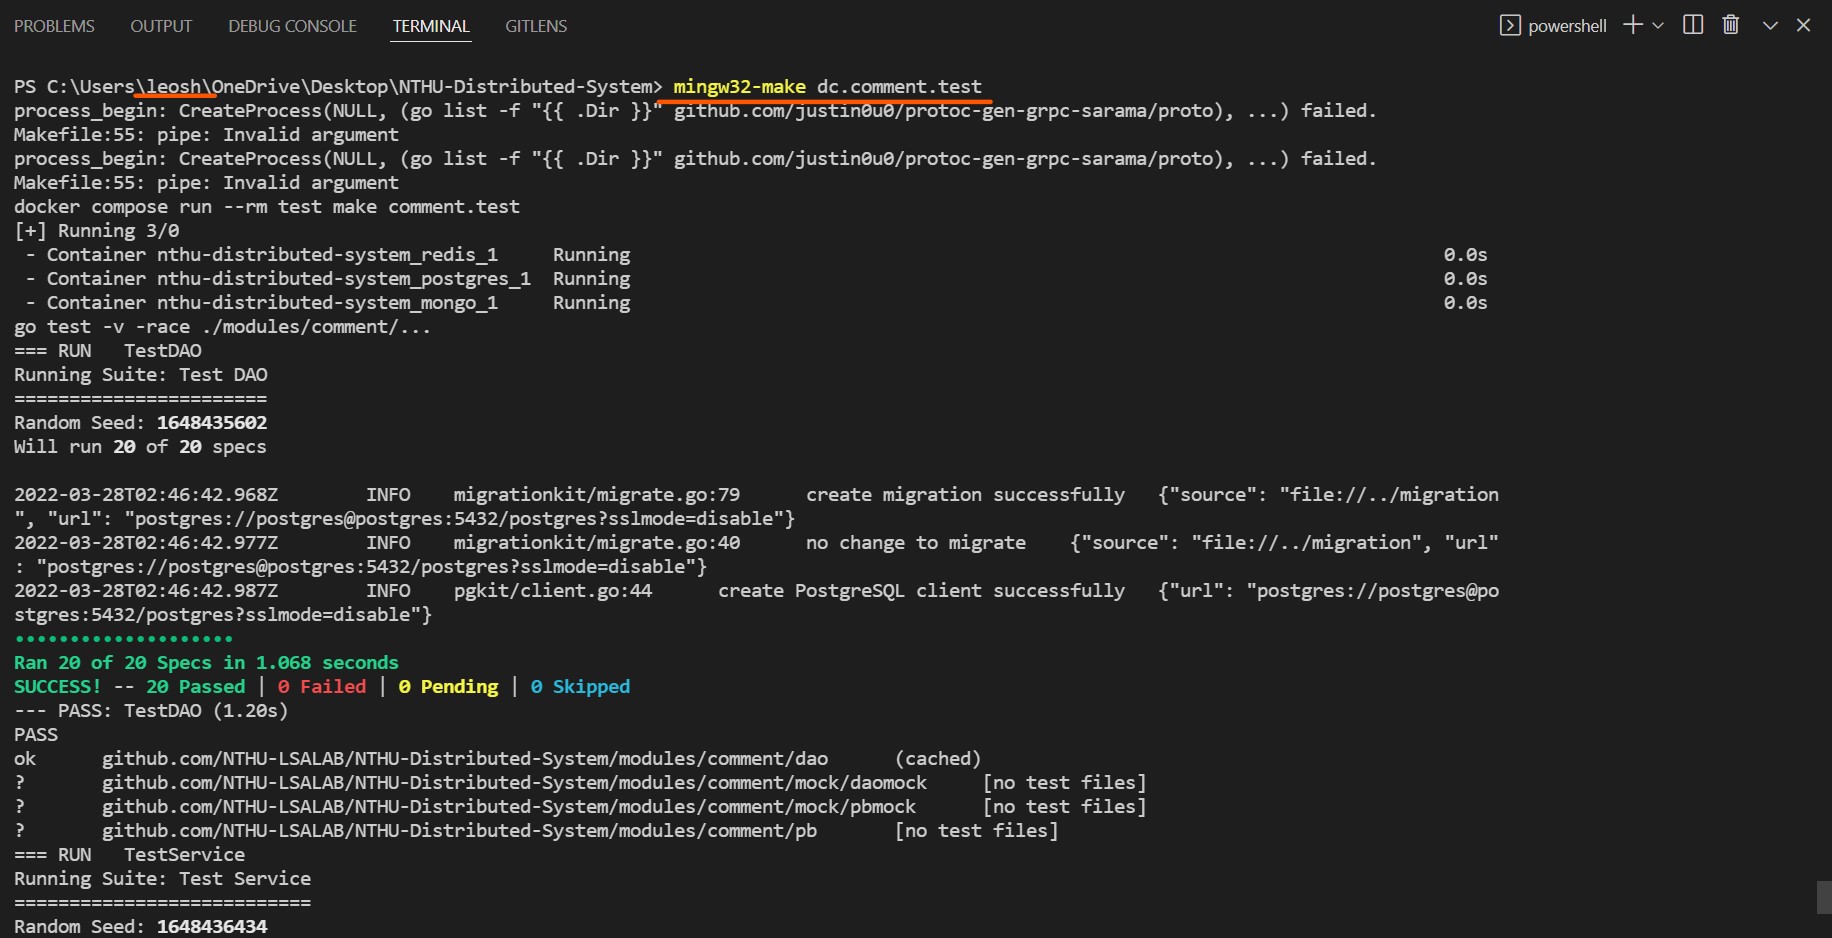 PROBLEMS OUTPUT DEBUG CONSOLE TERMINAL GITLENS powershell
PS C:\Users\leosh\OneDrive\Desktop\NTHU-Distributed-System> mingw32-make dc.comment.test
process_begin: CreateProcess(NULL, (go list -f "{{ .Dir }}" github.com/justin0u0/protoc-gen-grpc-sarama/proto), ...) failed.
Makefile:55: pipe: Invalid argument
process_begin: CreateProcess(NULL, (go list -f "{{ .Dir }}" github.com/justin0u0/protoc-gen-grpc-sarama/proto), ...) failed.
Makefile:55: pipe: Invalid argument
docker compose run --rm test make comment.test
[+] Running 3/0
 - Container nthu-distributed-system_redis_1     Running     0.0s
 - Container nthu-distributed-system_postgres_1  Running     0.0s
 - Container nthu-distributed-system_mongo_1     Running     0.0s
go test -v -race ./modules/comment/...
=== RUN   TestDAO
Running Suite: Test DAO
=======================
Random Seed: 1648435602
Will run 20 of 20 specs
2022-03-28T02:46:42.968Z        INFO    migrationkit/migrate.go:79      create migration successfully   {"source": "file://../migration
", "url": "postgres://postgres@postgres:5432/postgres?sslmode=disable"}
2022-03-28T02:46:42.977Z        INFO    migrationkit/migrate.go:40      no change to migrate    {"source": "file://../migration", "url"
: "postgres://postgres@postgres:5432/postgres?sslmode=disable"}
2022-03-28T02:46:42.987Z        INFO    pgkit/client.go:44      create PostgreSQL client successfully   {"url": "postgres://postgres@po
stgres:5432/postgres?sslmode=disable"}
••••••••••••••••••••
Ran 20 of 20 Specs in 1.068 seconds
SUCCESS! -- 20 Passed | 0 Failed | 0 Pending | 0 Skipped
--- PASS: TestDAO (1.20s)
PASS
ok      github.com/NTHU-LSALAB/NTHU-Distributed-System/modules/comment/dao      (cached)
?       github.com/NTHU-LSALAB/NTHU-Distributed-System/modules/comment/mock/daomock     [no test files]
?       github.com/NTHU-LSALAB/NTHU-Distributed-System/modules/comment/mock/pbmock      [no test files]
?       github.com/NTHU-LSALAB/NTHU-Distributed-System/modules/comment/pb       [no test files]
=== RUN   TestService
Running Suite: Test Service
===========================
Random Seed: 1648436434